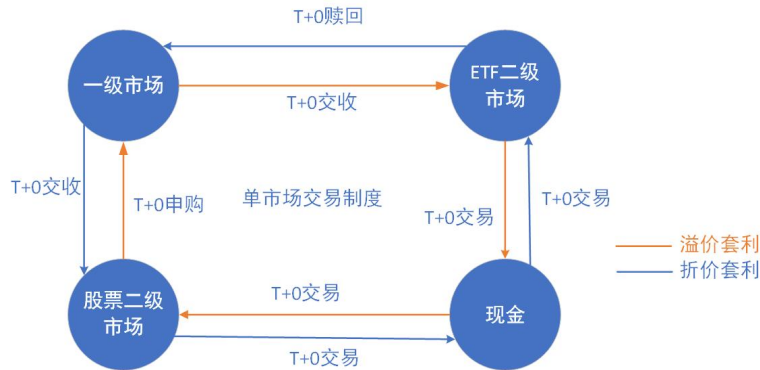 T+0赎回
一级市场
ETF二级
市场
T+0交收
T+0交收
T+0申购
单市场交易制度
T+0交易
T+0交易
溢价套利
折价套利
股票二级
市场
T+0交易
现金
T+0交易